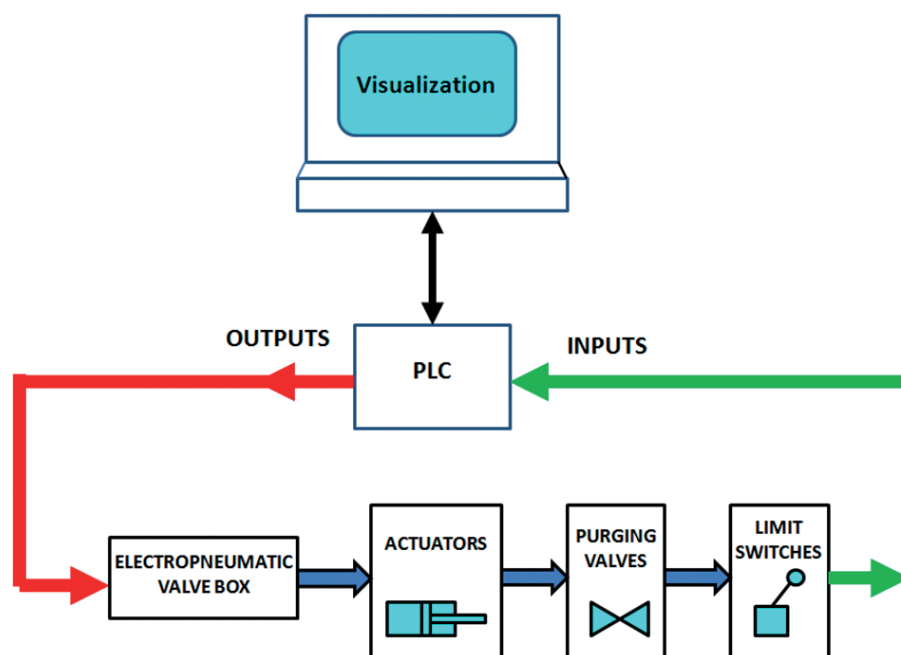 Visualization
OUTPUTS
INPUTS
PLC
ELECTROPNEUMATIC
VALVE BOX
ACTUATORS
PURGING
VALVES
LIMIT
SWITCHES